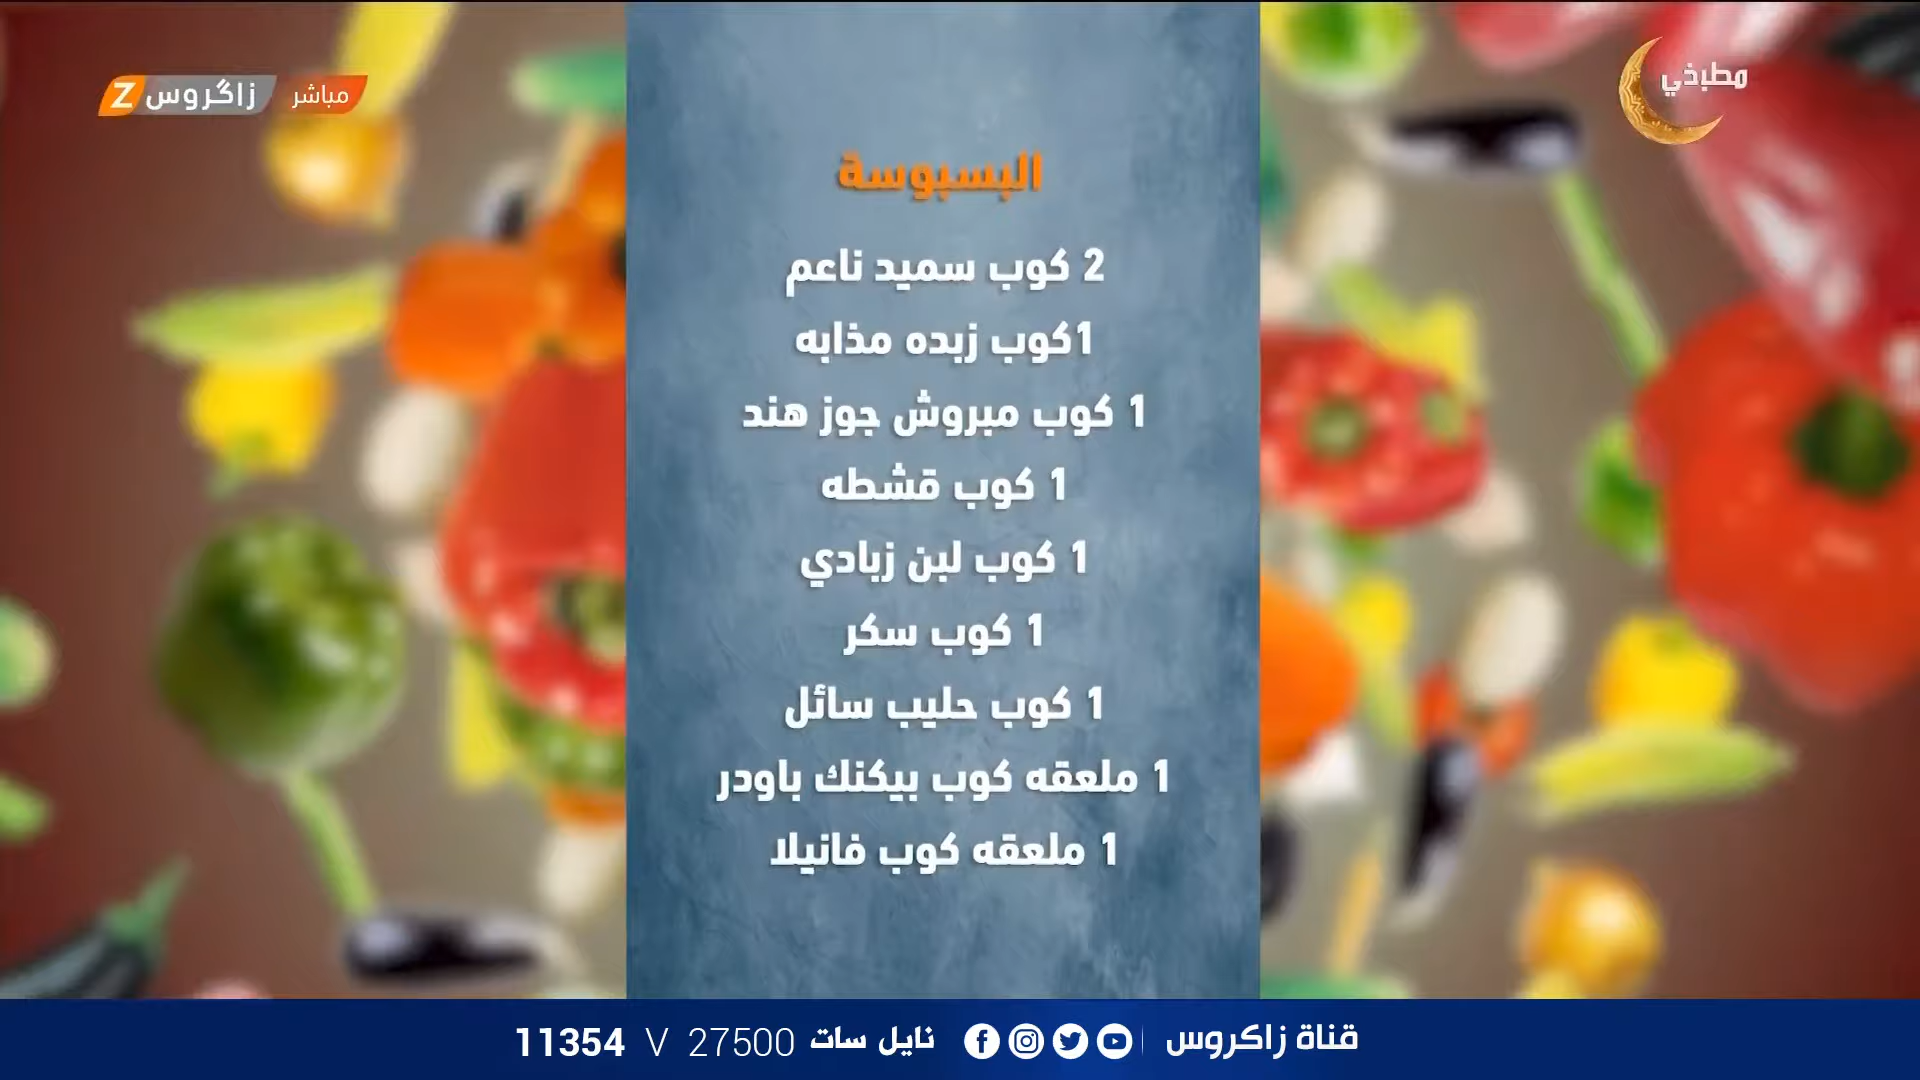 زاگروس Z
مباشر
مطبخي
البسبوسة
2 كوب سميد ناعم
1كوب زبده مذابه
1 كوب مبروش جوز هند
1 كوب قشطه
1 كوب لبن زبادي
1 كوب سكر
1 كوب حليب سائل
1 ملعقه كوب بيكنك باودر
1 ملعقه كوب فانيلا
قناة زاكروس
نايل سات 27500 V 11354